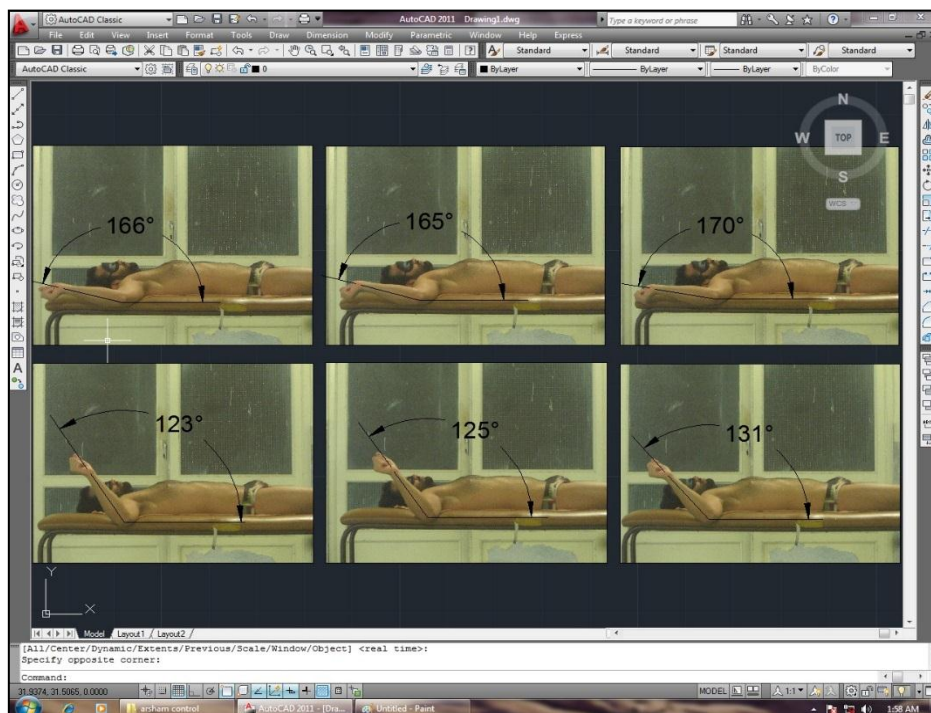 AutoCAD Classic
AutoCAD 2011 Drawing1.dwg
Type a keyword or phrase
File Edit View Insert Format Tools Draw Dimension Modify Parametric Window Help Express
Standard Standard Standard Standard
AutoCAD Classic 0 ByLayer ByLayer ByLayer ByColor
N
W TOP E
S
WCS
166° 165° 170°
123° 125° 131°
Y
X
Model Layout1 Layout2
[All/Center/Dynamic/Extents/Previous/Scale/Window/Object] <real time>:
Specify opposite corner:
Command:
31.9374, 31.5065, 0.0000 MODEL 1:1
arsham control AutoCAD 2011 - [Dra... Untitled - Paint 1:58 AM